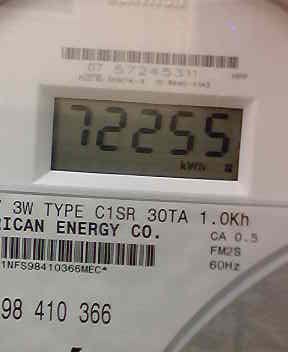 07 57245311
72255
kWh
3W TYPE C1SR 30TA 1.0Kh
RICAN ENERGY CO.
CA 0.5
FM2S
60Hz
1NFS98410366MEC*
98 410 366